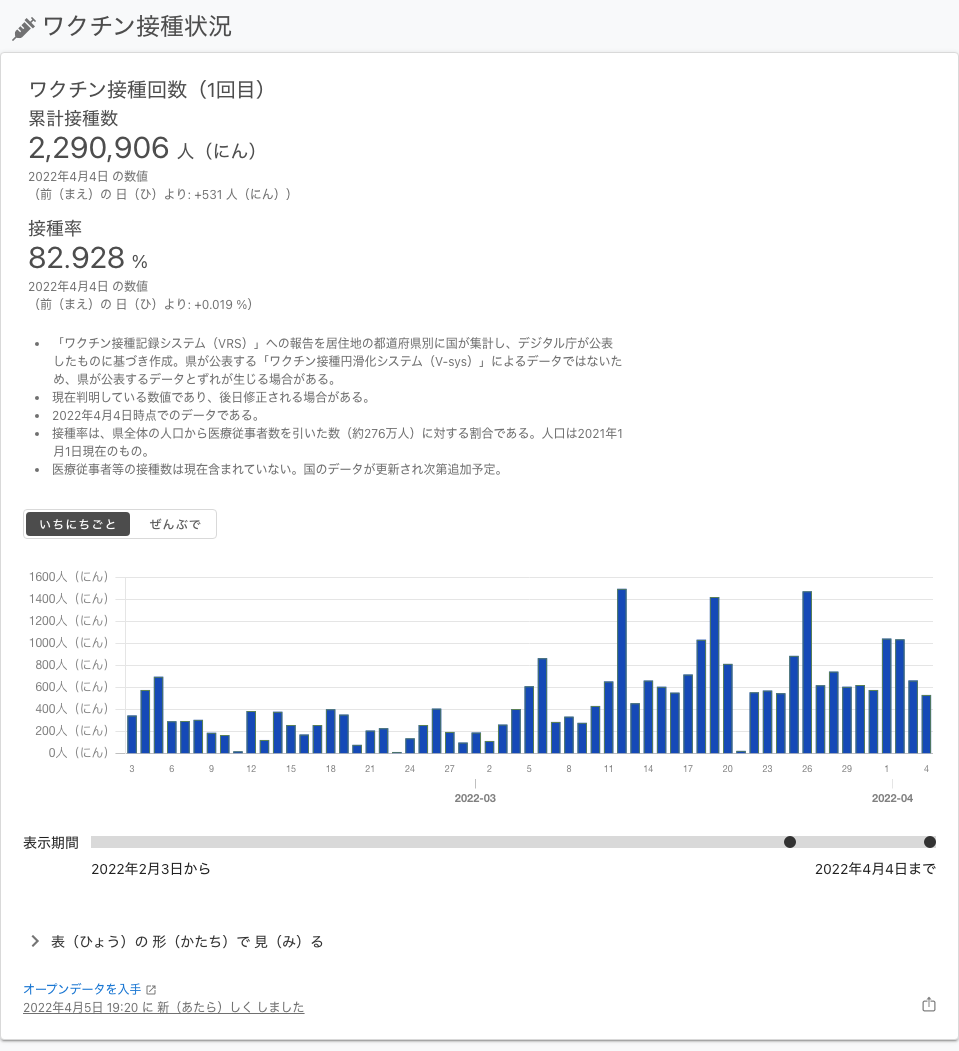 ワクチン接種状況
ワクチン接種回数（1回目）
累計接種数
2,290,906 人（にん）
2022年4月4日 の数値
（前（まえ）の 日（ひ）より: +531 人（にん））
接種率
82.928 %
2022年4月4日 の数値
（前（まえ）の 日（ひ）より: +0.019 %）
• 「ワクチン接種記録システム（VRS）」への報告を居住地の都道府県別に国が集計し、デジタル庁が公表
したものに基づき作成。県が公表する「ワクチン接種円滑化システム（V-sys）」によるデータではないた
め、県が公表するデータとずれが生じる場合がある。
• 現在判明している数値であり、後日修正される場合がある。
• 2022年4月4日時点でのデータである。
• 接種率は、県全体の人口から医療従事者数を引いた数（約276万人）に対する割合である。人口は2021年1
月1日現在のもの。
• 医療従事者等の接種数は現在含まれていない。国のデータが更新され次第追加予定。
いちにちごと ぜんぶで
1600人（にん）
1400人（にん）
1200人（にん）
1000人（にん）
800人（にん）
600人（にん）
400人（にん）
200人（にん）
0人（にん）
3 6 9 12 15 18 21 24 27 2 5 8 11 14 17 20 23 26 29 1 4
2022-03 2022-04
表示期間
2022年2月3日から 2022年4月4日まで
表（ひょう）の 形（かたち）で 見（み）る
オープンデータを入手
2022年4月5日 19:20 に 新（あたら）しく しました